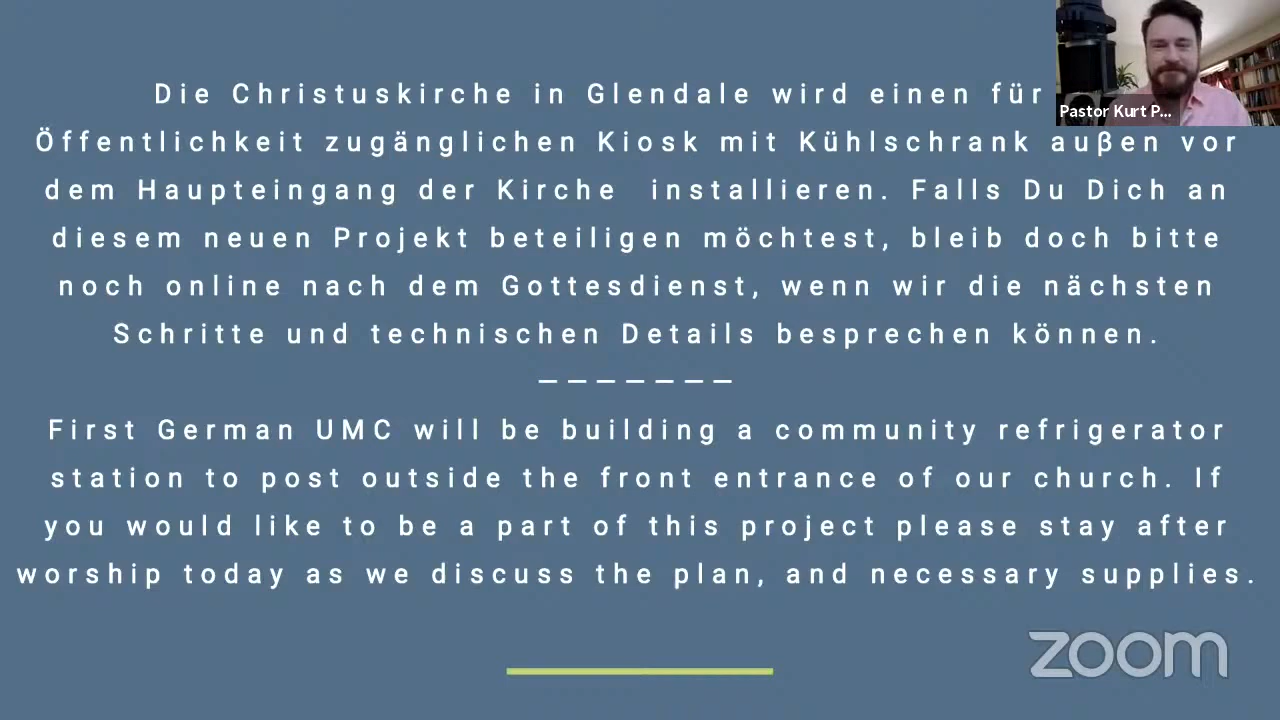 Die Christuskirche in Glendale wird einen für
Öffentlichkeit zugänglichen Kiosk mit Kühlschrank außen vor
dem Haupteingang der Kirche installieren. Falls Du Dich an
diesem neuen Projekt beteiligen möchtest, bleib doch bitte
noch online nach dem Gottesdienst, wenn wir die nächsten
Schritte und technischen Details besprechen können.
_______
First German UMC will be building a community refrigerator
station to post outside the front entrance of our church. If
you would like to be a part of this project please stay after
worship today as we discuss the plan, and necessary supplies.
Pastor Kurt P...
zoom